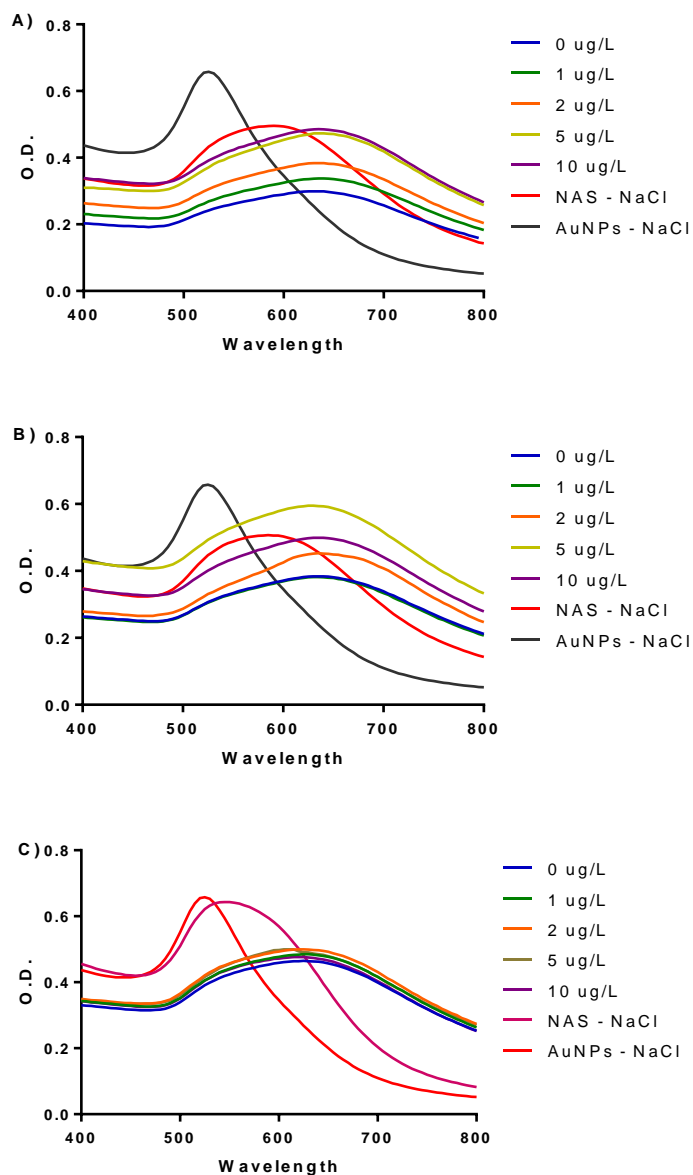 A)
0.8
0.6
0.4
0.2
0.0
O.D.
400 500 600 700 800
Wavelength
0 ug/L
1 ug/L
2 ug/L
5 ug/L
10 ug/L
NAS - NaCl
AuNPs - NaCl
B)
0.8
0.6
0.4
0.2
0.0
O.D.
400 500 600 700 800
Wavelength
0 ug/L
1 ug/L
2 ug/L
5 ug/L
10 ug/L
NAS - NaCl
AuNPs - NaCl
C)
0.8
0.6
0.4
0.2
0.0
O.D.
400 500 600 700 800
Wavelength
0 ug/L
1 ug/L
2 ug/L
5 ug/L
10 ug/L
NAS - NaCl
AuNPs - NaCl